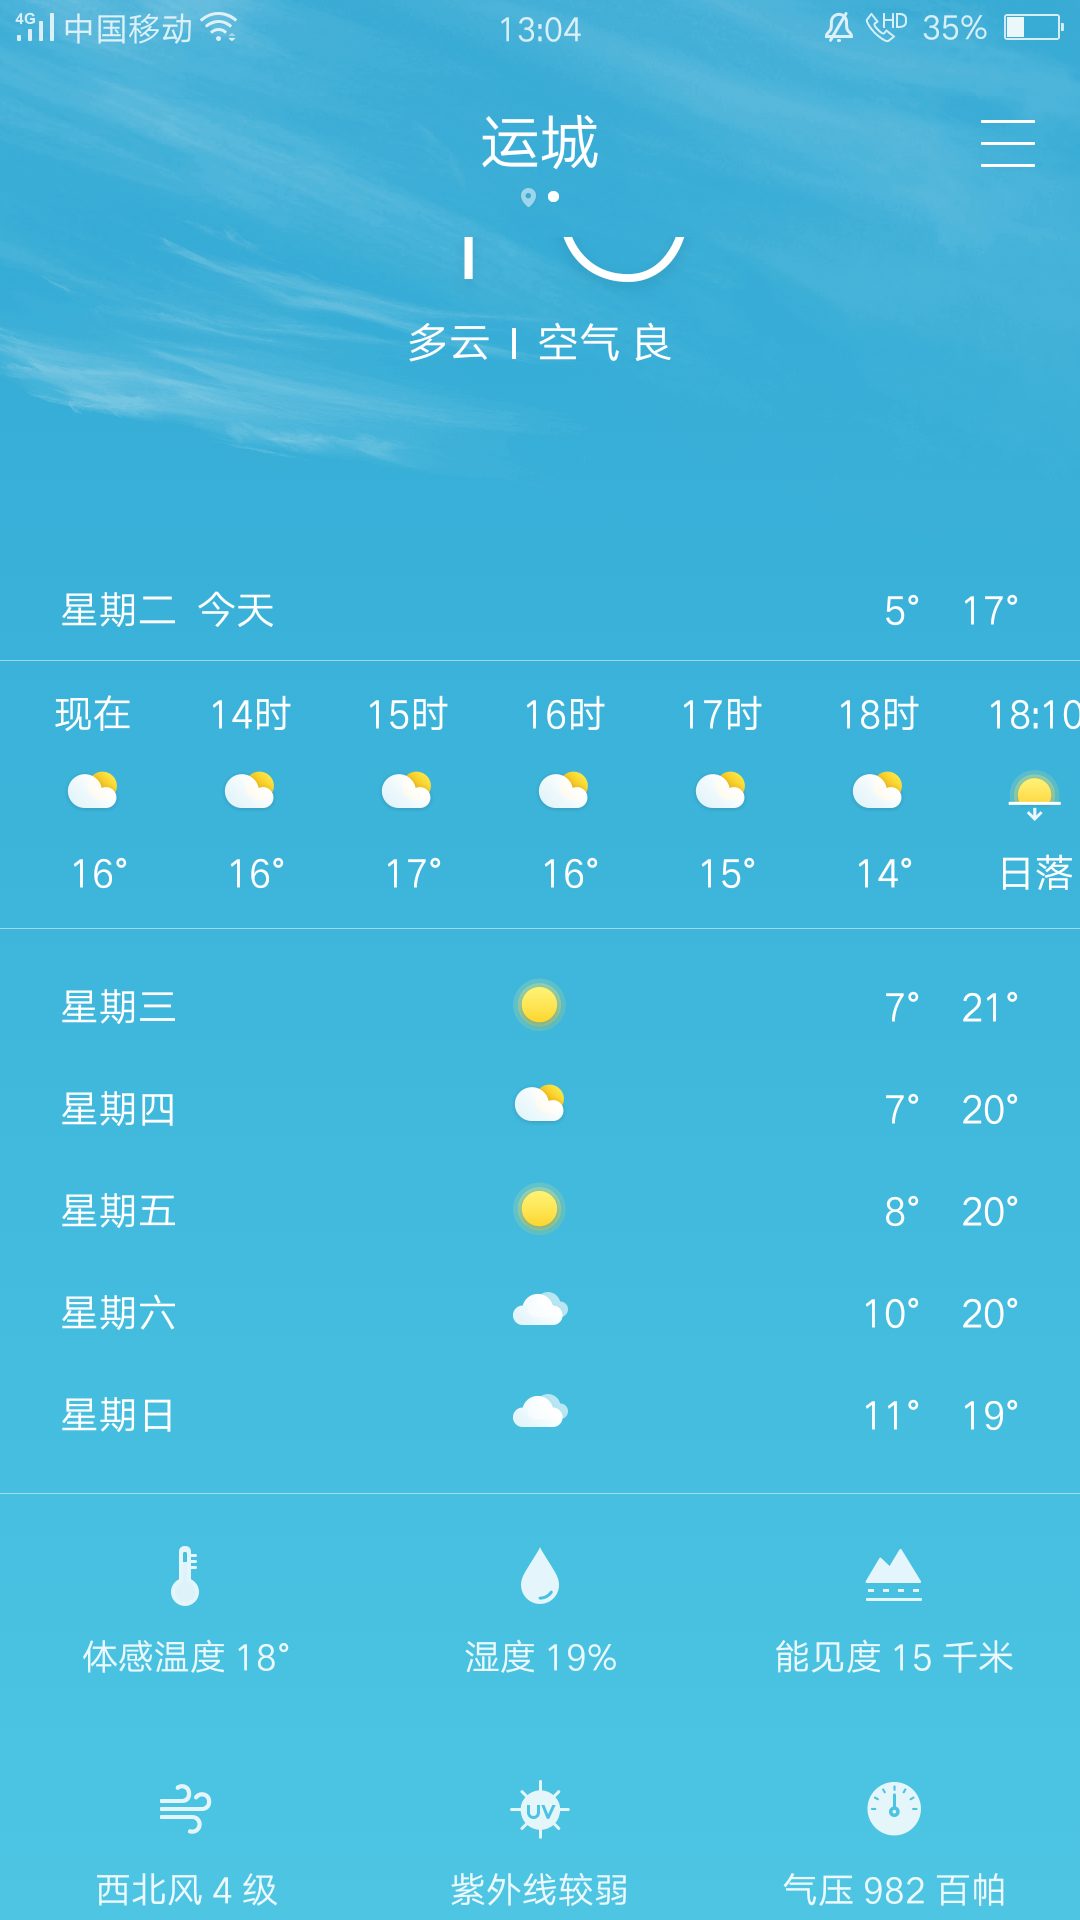 4G 中国移动 13:04 HD 35%
运城
多云 | 空气 良
星期二 今天 5° 17°
现在 14时 15时 16时 17时 18时 18:10
16° 16° 17° 16° 15° 14° 日落
星期三 7° 21°
星期四 7° 20°
星期五 8° 20°
星期六 10° 20°
星期日 11° 19°
体感温度 18° 湿度 19% 能见度 15 千米
UV
西北风 4 级 紫外线较弱 气压 982 百帕